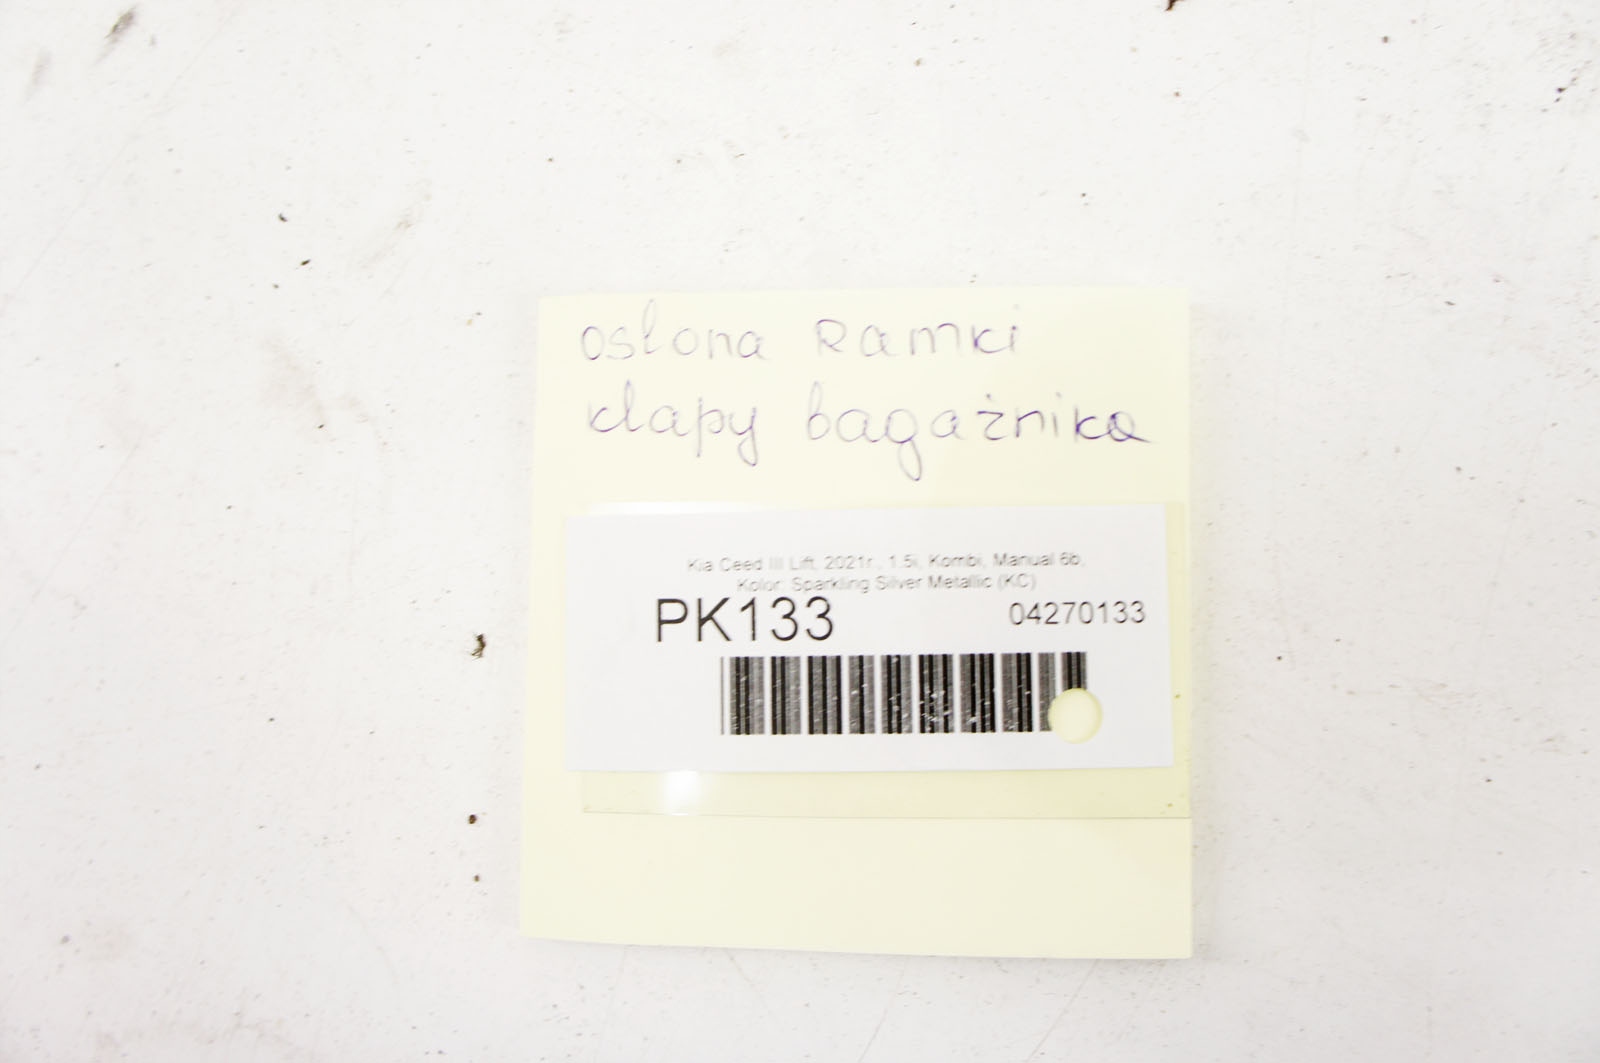 osłona Ramki
klapy bagażnika
Kia Ceed III Lift, 2021r., 1.5i, Kombi, Manual 6b,
Kolor: Sparkling Silver Metallic (KC)
PK133 04270133